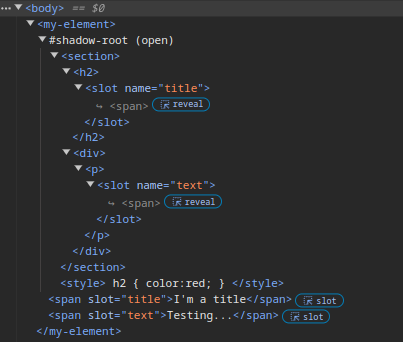 ••• ▼<body> == $0
▼<my-element>
▼#shadow-root (open)
▼<section>
▼<h2>
▼<slot name="title">
↪ <span> reveal
</slot>
</h2>
▼<div>
▼<p>
▼<slot name="text">
↪ <span> reveal
</slot>
</p>
</div>
</section>
<style> h2 { color:red; } </style>
<span slot="title">I'm a title</span> slot
<span slot="text">Testing...</span> slot
</my-element>